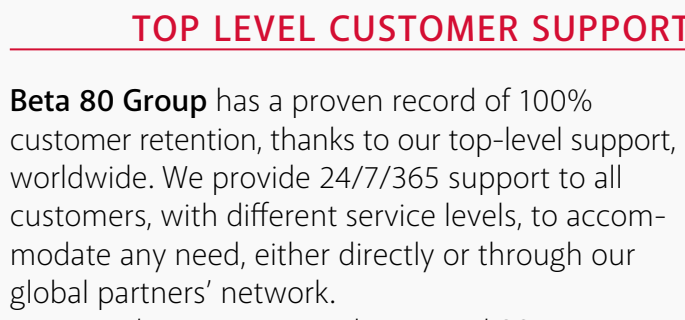 TOP LEVEL CUSTOMER SUPPORT
Beta 80 Group has a proven record of 100%
customer retention, thanks to our top-level support,
worldwide. We provide 24/7/365 support to all
customers, with different service levels, to accom-
modate any need, either directly or through our
global partners’ network.